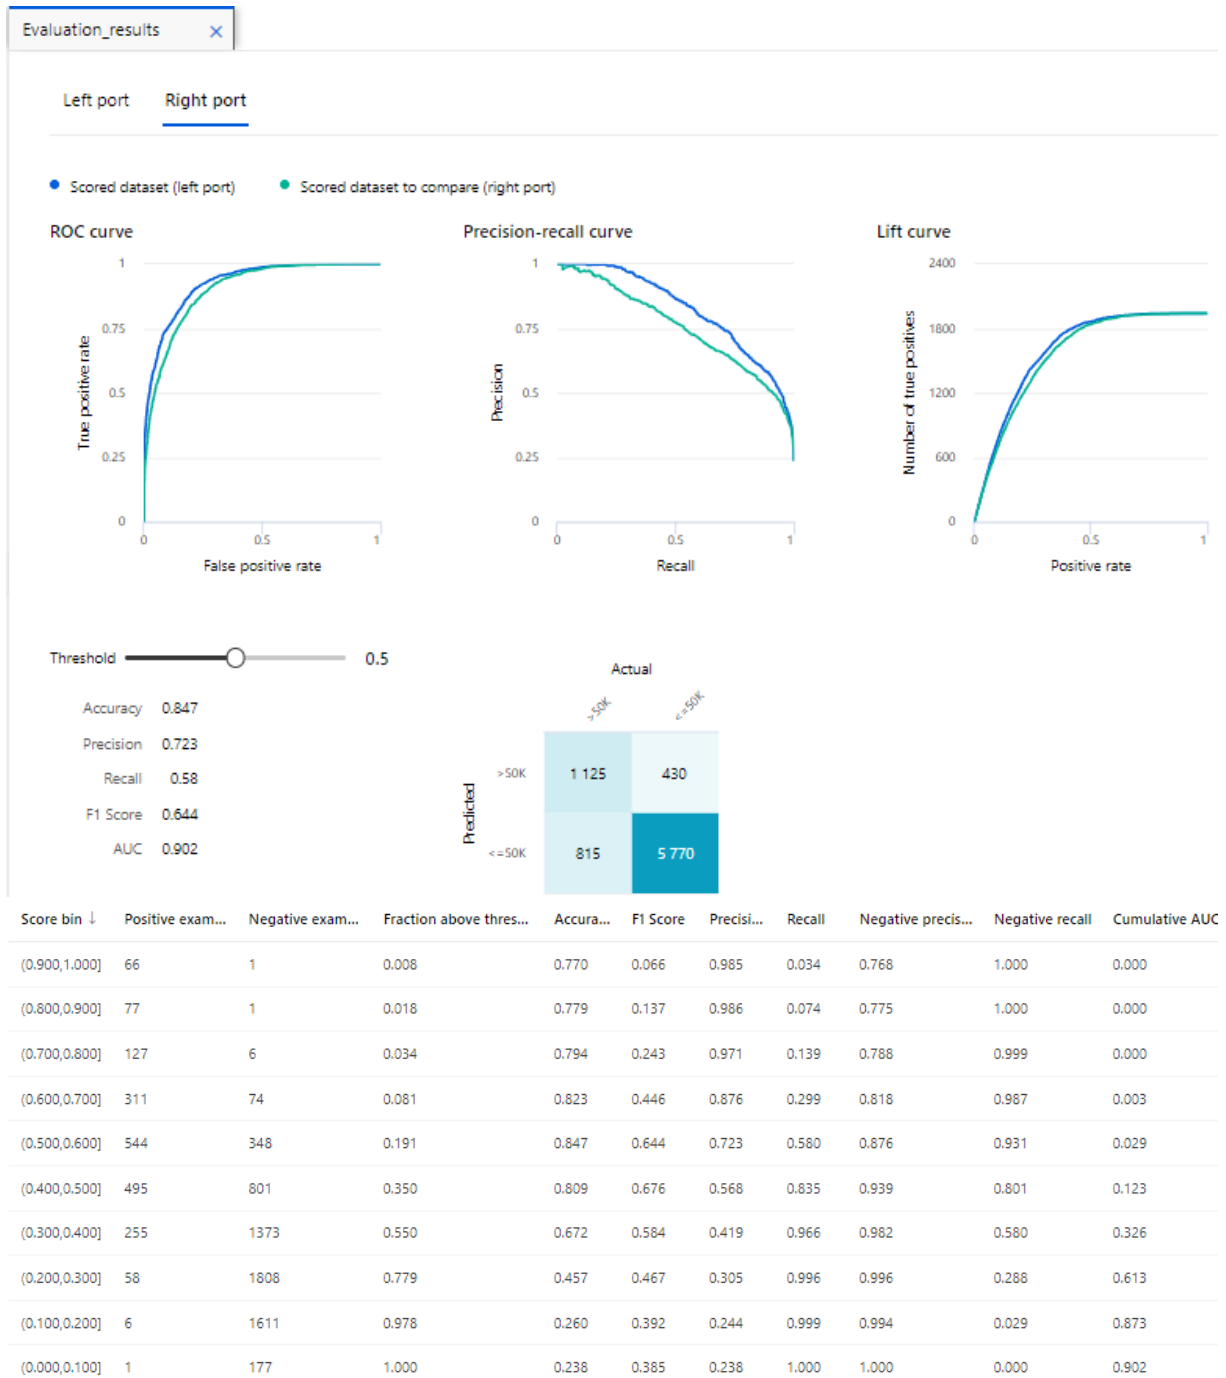 Evaluation_results ×
Left port Right port
Scored dataset (left port) Scored dataset to compare (right port)
ROC curve
1
0.75
0.5
0.25
0
0 0.5 1
True positive rate
False positive rate
Precision-recall curve
1
0.75
0.5
0.25
0
0 0.5 1
Precision
Recall
Lift curve
2400
1800
1200
600
0
0 0.5 1
Number of true positives
Positive rate
Threshold 0.5
Accuracy 0.847
Precision 0.723
Recall 0.58
F1 Score 0.644
AUC 0.902
Actual
>50K <=50K
Predicted
>50K 1 125 430
<=50K 815 5 770
Score bin ↓ Positive exam... Negative exam... Fraction above thres... Accura... F1 Score Precisi... Recall Negative precis... Negative recall Cumulative AUC
(0.900,1.000] 66 1 0.008 0.770 0.066 0.985 0.034 0.768 1.000 0.000
(0.800,0.900] 77 1 0.018 0.779 0.137 0.986 0.074 0.775 1.000 0.000
(0.700,0.800] 127 6 0.034 0.794 0.243 0.971 0.139 0.788 0.999 0.000
(0.600,0.700] 311 74 0.081 0.823 0.446 0.876 0.299 0.818 0.987 0.003
(0.500,0.600] 544 348 0.191 0.847 0.644 0.723 0.580 0.876 0.931 0.029
(0.400,0.500] 495 801 0.350 0.809 0.676 0.568 0.835 0.939 0.801 0.123
(0.300,0.400] 255 1373 0.550 0.672 0.584 0.419 0.966 0.982 0.580 0.326
(0.200,0.300] 58 1808 0.779 0.457 0.467 0.305 0.996 0.996 0.288 0.613
(0.100,0.200] 6 1611 0.978 0.260 0.392 0.244 0.999 0.994 0.029 0.873
(0.000,0.100] 1 177 1.000 0.238 0.385 0.238 1.000 1.000 0.000 0.902